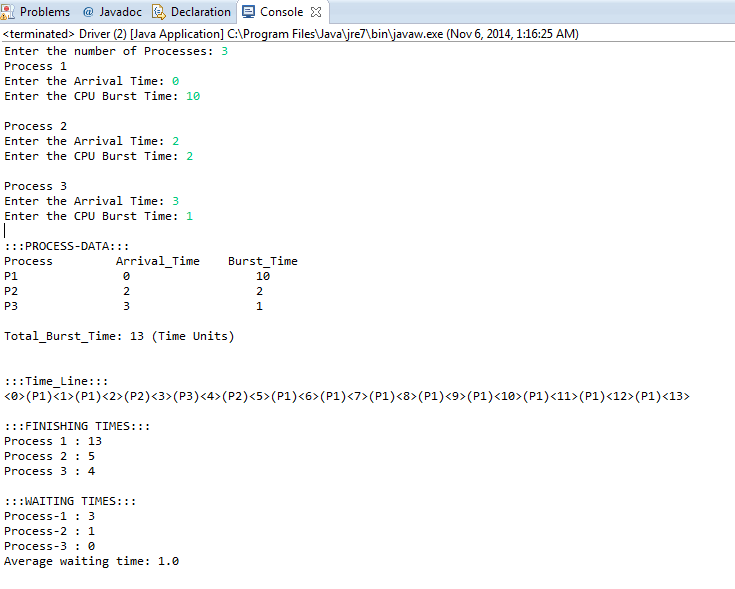 Problems @ Javadoc Declaration Console
<terminated> Driver (2) [Java Application] C:\Program Files\Java\jre7\bin\javaw.exe (Nov 6, 2014, 1:16:25 AM)
Enter the number of Processes: 3
Process 1
Enter the Arrival Time: 0
Enter the CPU Burst Time: 10
Process 2
Enter the Arrival Time: 2
Enter the CPU Burst Time: 2
Process 3
Enter the Arrival Time: 3
Enter the CPU Burst Time: 1
:::PROCESS-DATA:::
Process Arrival_Time Burst_Time
P1 0 10
P2 2 2
P3 3 1
Total_Burst_Time: 13 (Time Units)
:::Time_Line:::
<0>(P1)<1>(P1)<2>(P2)<3>(P3)<4>(P2)<5>(P1)<6>(P1)<7>(P1)<8>(P1)<9>(P1)<10>(P1)<11>(P1)<12>(P1)<13>
:::FINISHING TIMES:::
Process 1 : 13
Process 2 : 5
Process 3 : 4
:::WAITING TIMES:::
Process-1 : 3
Process-2 : 1
Process-3 : 0
Average waiting time: 1.0